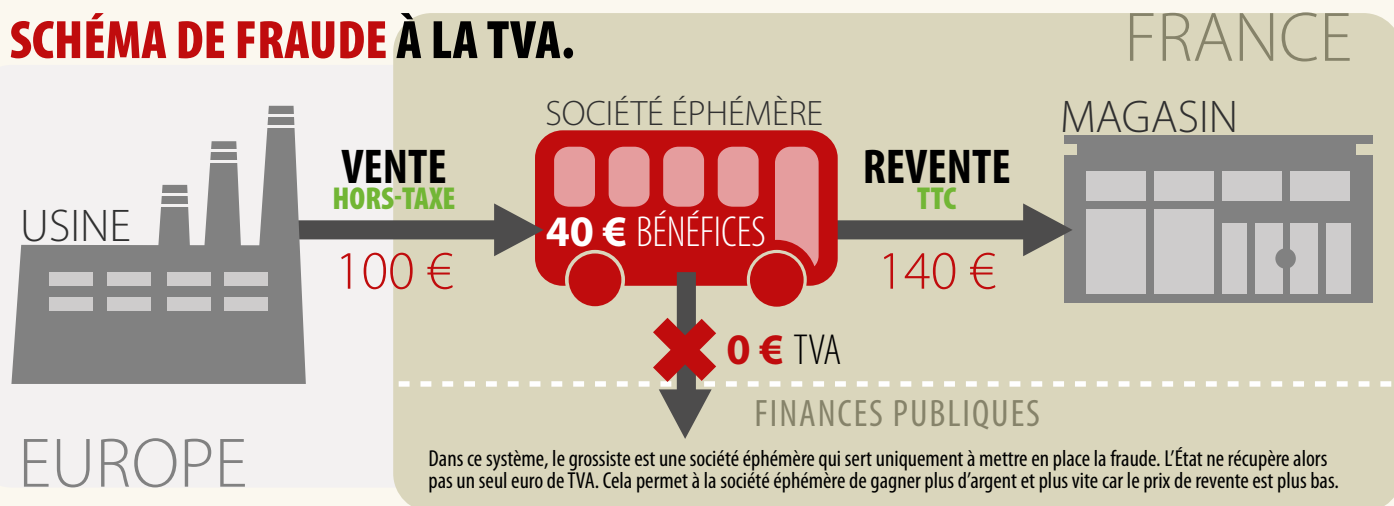 SCHÉMA DE FRAUDE À LA TVA.
FRANCE
USINE
EUROPE
VENTE
HORS-TAXE
100 €
SOCIÉTÉ ÉPHÉMÈRE
40 € BÉNÉFICES
REVENTE
TTC
140 €
MAGASIN
0 € TVA
FINANCES PUBLIQUES
Dans ce système, le grossiste est une société éphémère qui sert uniquement à mettre en place la fraude. L’État ne récupère alors
pas un seul euro de TVA. Cela permet à la société éphémère de gagner plus d’argent et plus vite car le prix de revente est plus bas.